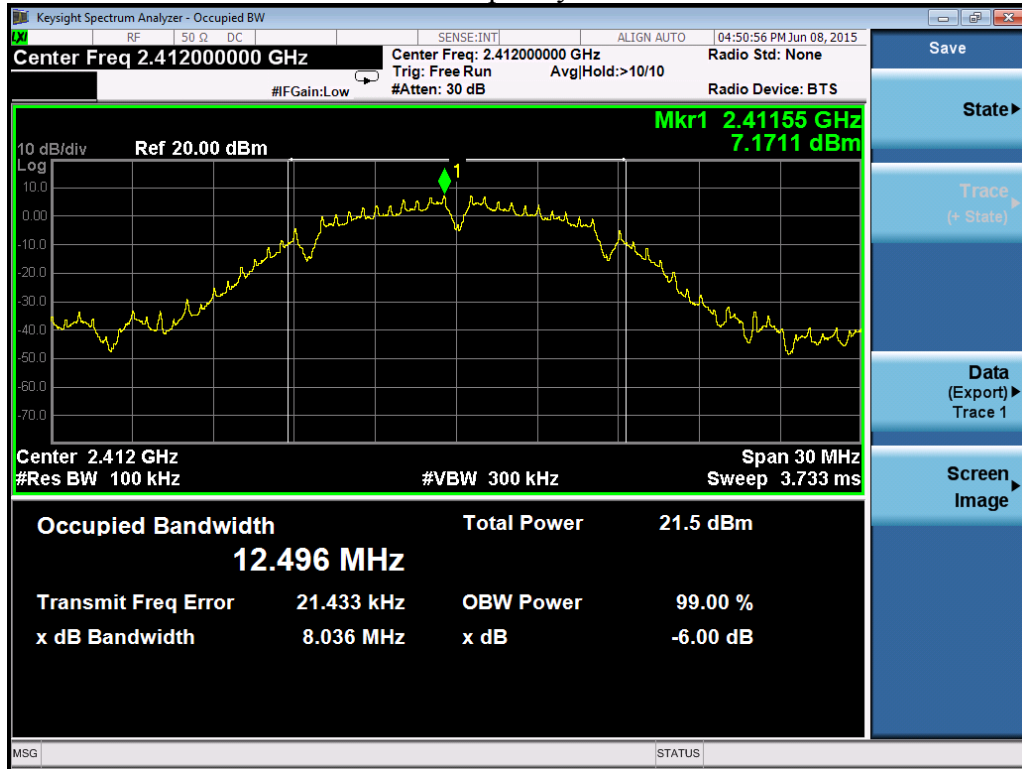 Keysight Spectrum Analyzer - Occupied BW
LXI RF 50 Ω DC SENSE:INT ALIGN AUTO 04:50:56 PM Jun 08, 2015
Center Freq 2.412000000 GHz
Center Freq: 2.412000000 GHz
Radio Std: None
Trig: Free Run Avg|Hold:>10/10
#IFGain:Low #Atten: 30 dB Radio Device: BTS
Mkr1 2.41155 GHz
7.1711 dBm
10 dB/div Ref 20.00 dBm
Log
1
10.0
0.00
-10.0
-20.0
-30.0
-40.0
-50.0
-60.0
-70.0
Center 2.412 GHz Span 30 MHz
#Res BW 100 kHz #VBW 300 kHz Sweep 3.733 ms
Occupied Bandwidth Total Power 21.5 dBm
12.496 MHz
Transmit Freq Error 21.433 kHz OBW Power 99.00 %
x dB Bandwidth 8.036 MHz x dB -6.00 dB
MSG STATUS
Save
State
Trace
(+ State)
Data
(Export)
Trace 1
Screen
Image